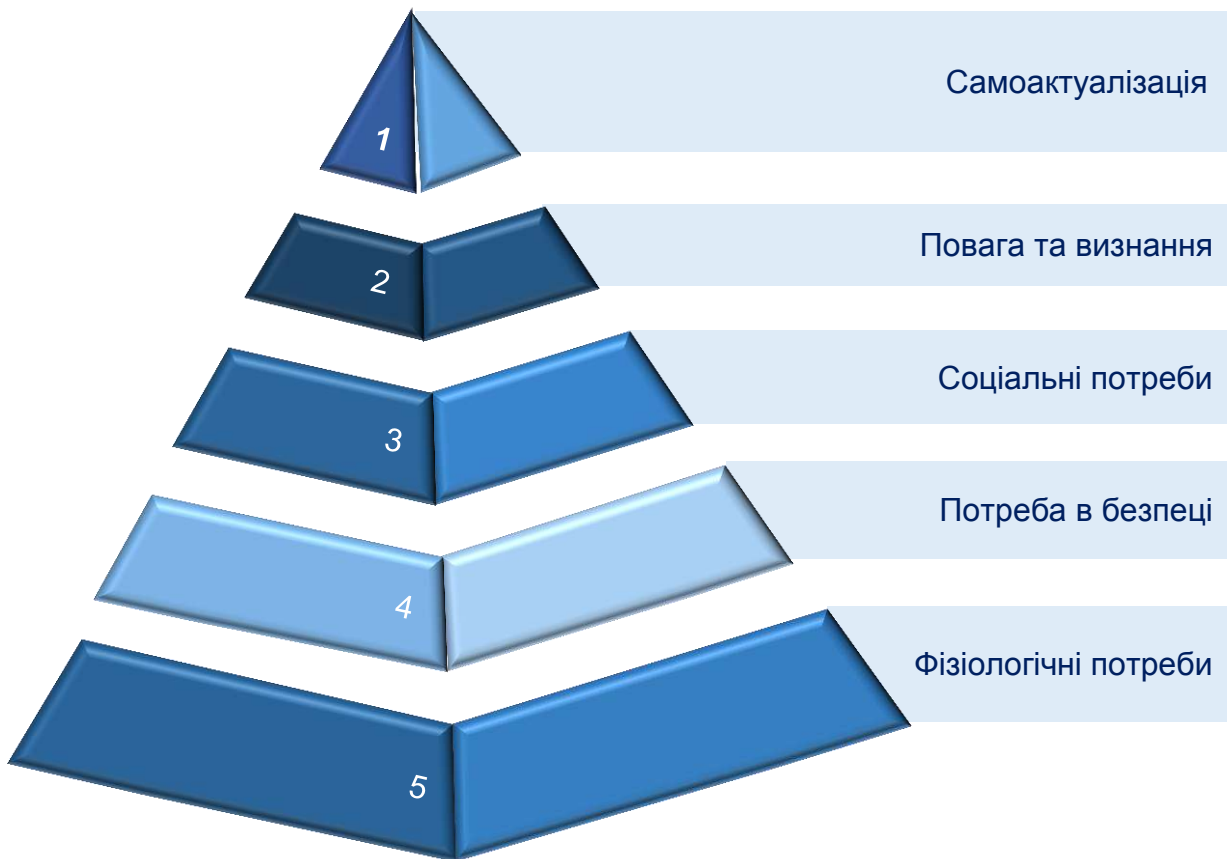 Самоактуалізація
1
Повага та визнання
2
Соціальні потреби
3
Потреба в безпеці
4
Фізіологічні потреби
5